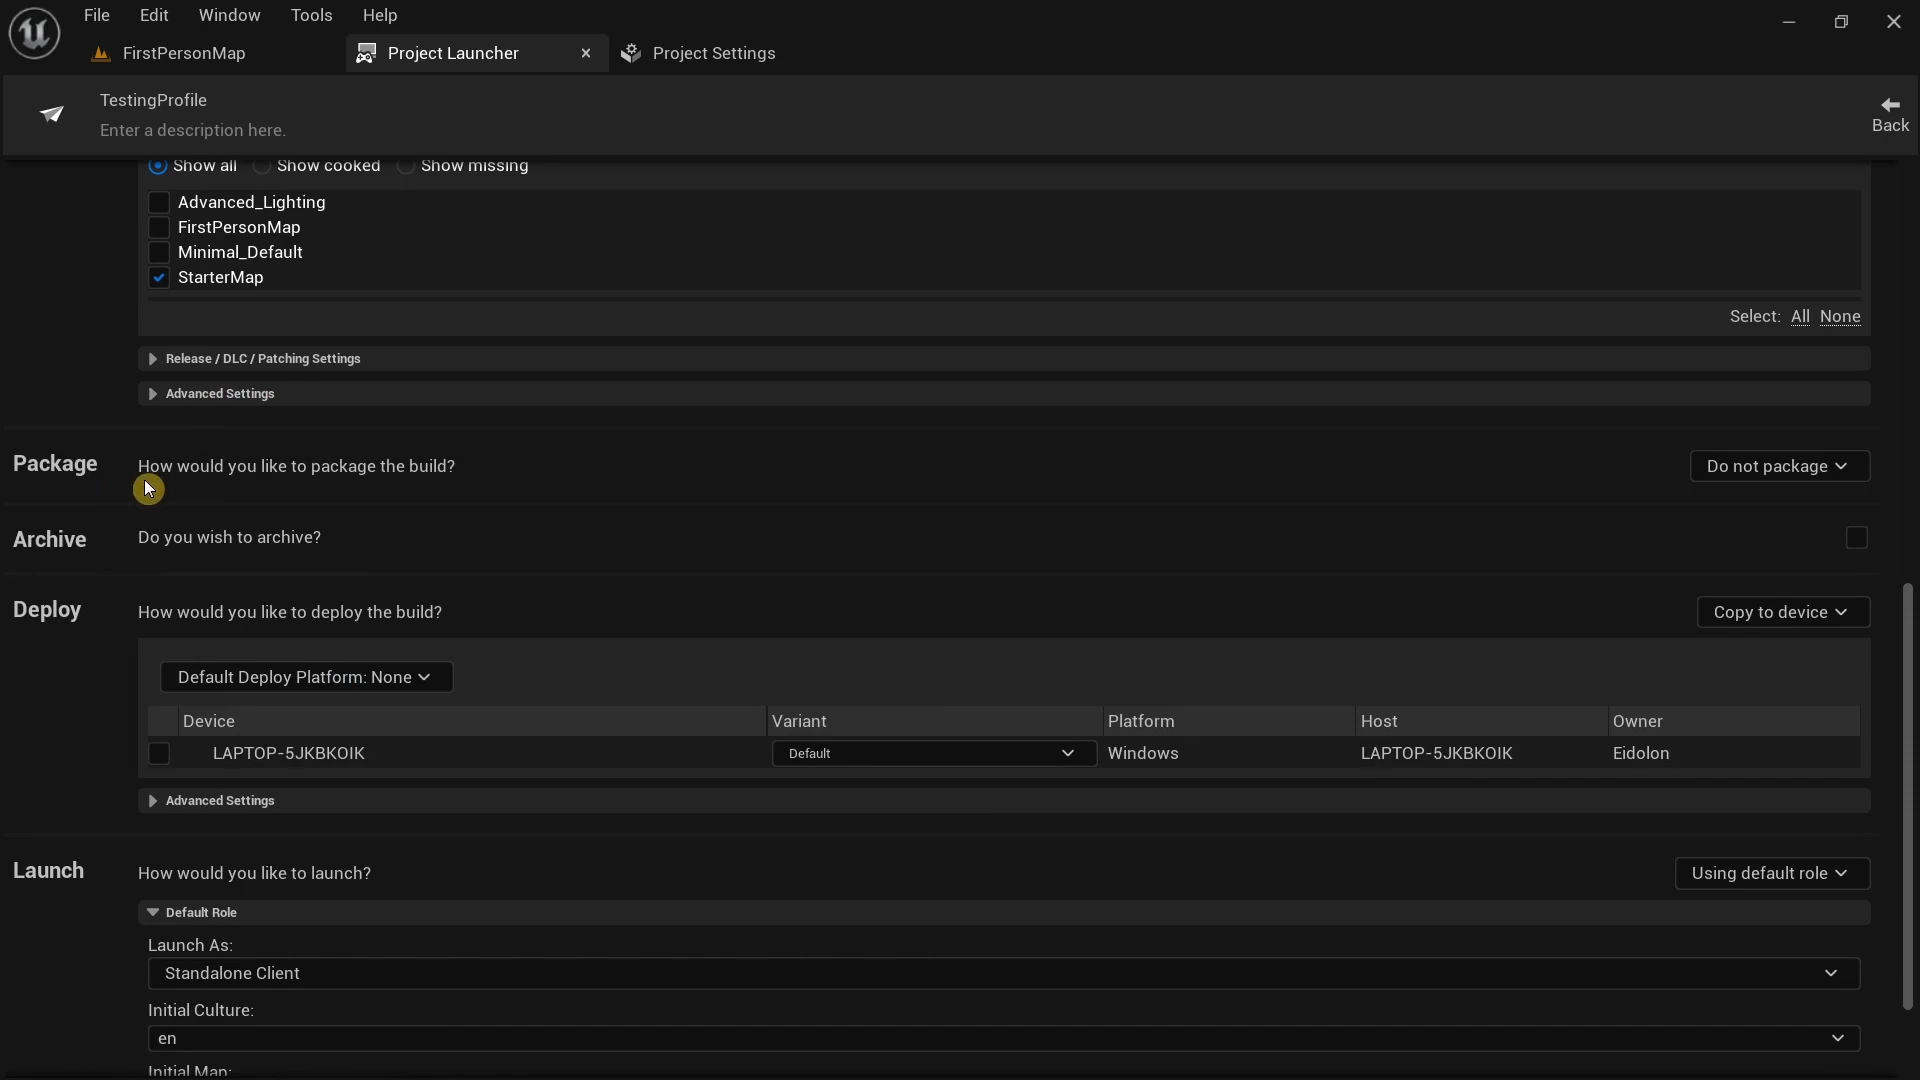 File Edit Window Tools Help
FirstPersonMap Project Launcher Project Settings
TestingProfile
Enter a description here.
Back
Show all Show cooked Show missing
Advanced_Lighting
FirstPersonMap
Minimal_Default
StarterMap
Select: All None
Release / DLC / Patching Settings
Advanced Settings
Package How would you like to package the build? Do not package
Archive Do you wish to archive?
Deploy How would you like to deploy the build? Copy to device
Default Deploy Platform: None
Device Variant Platform Host Owner
LAPTOP-5JKBKOIK Default Windows LAPTOP-5JKBKOIK Eidolon
Advanced Settings
Launch How would you like to launch? Using default role
Default Role
Launch As:
Standalone Client
Initial Culture:
en
Initial Map: